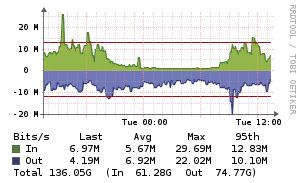 20 M
10 M
0
-10 M
-20 M
Tue 00:00
Tue 12:00
RRDTOOL / TOBI OETIKER
Bits/s Last Avg Max 95th
In 6.97M 5.67M 29.69M 12.83M
Out 4.19M 6.92M 22.02M 10.10M
Total 136.05G (In 61.28G Out 74.77G)